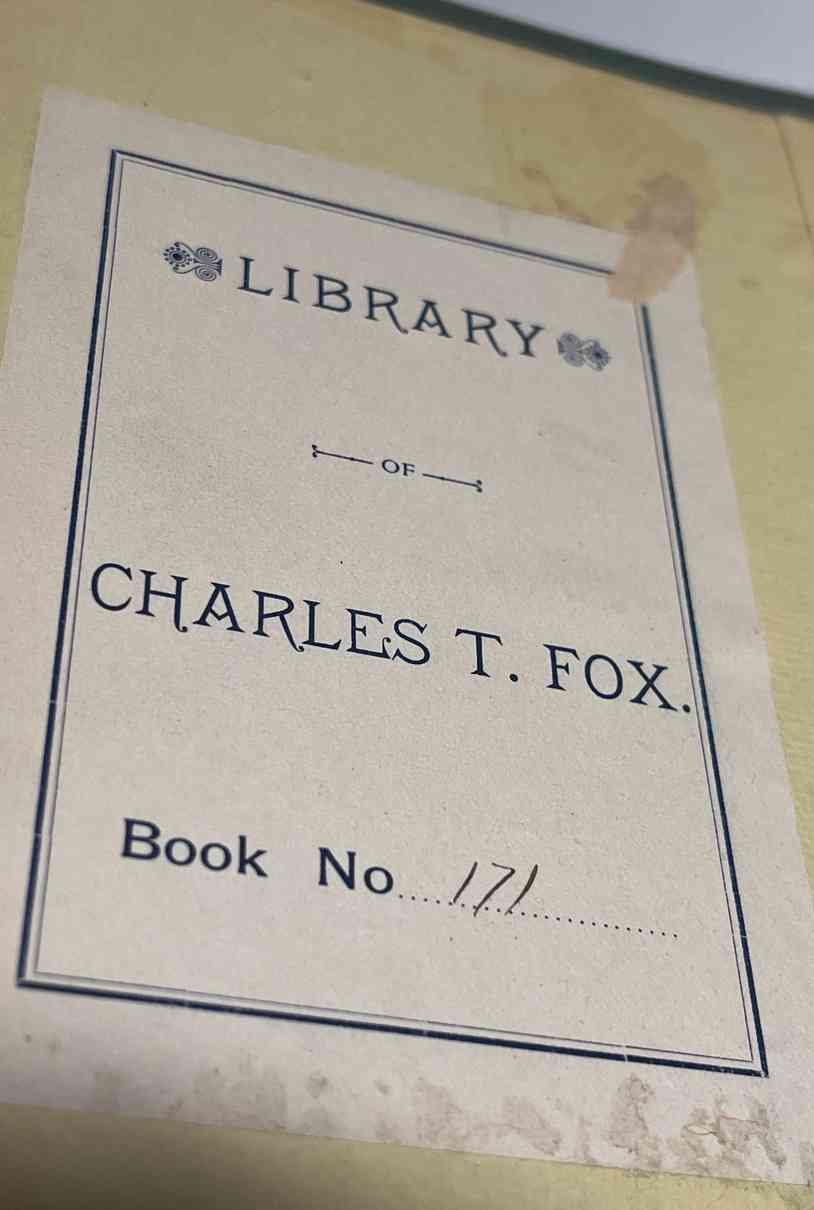 LIBRARY
OF
CHARLES T. FOX.
Book No....171....................